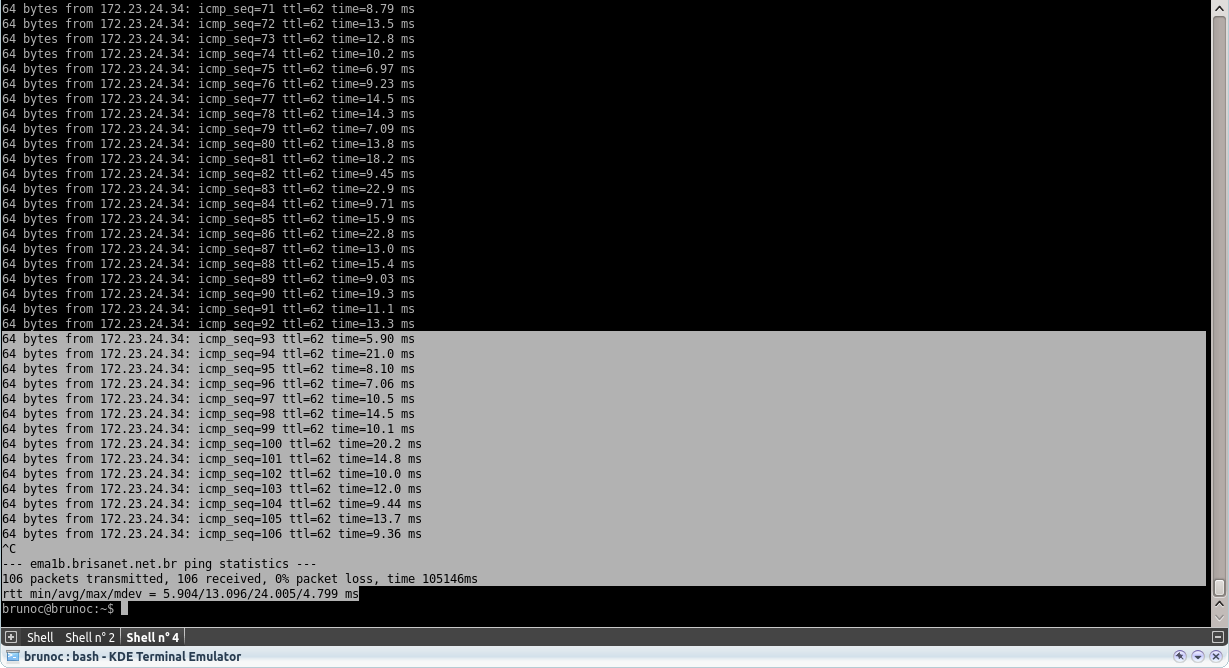 64 bytes from 172.23.24.34: icmp_seq=71 ttl=62 time=8.79 ms
64 bytes from 172.23.24.34: icmp_seq=72 ttl=62 time=13.5 ms
64 bytes from 172.23.24.34: icmp_seq=73 ttl=62 time=12.8 ms
64 bytes from 172.23.24.34: icmp_seq=74 ttl=62 time=10.2 ms
64 bytes from 172.23.24.34: icmp_seq=75 ttl=62 time=6.97 ms
64 bytes from 172.23.24.34: icmp_seq=76 ttl=62 time=9.23 ms
64 bytes from 172.23.24.34: icmp_seq=77 ttl=62 time=14.5 ms
64 bytes from 172.23.24.34: icmp_seq=78 ttl=62 time=14.3 ms
64 bytes from 172.23.24.34: icmp_seq=79 ttl=62 time=7.09 ms
64 bytes from 172.23.24.34: icmp_seq=80 ttl=62 time=13.8 ms
64 bytes from 172.23.24.34: icmp_seq=81 ttl=62 time=18.2 ms
64 bytes from 172.23.24.34: icmp_seq=82 ttl=62 time=9.45 ms
64 bytes from 172.23.24.34: icmp_seq=83 ttl=62 time=22.9 ms
64 bytes from 172.23.24.34: icmp_seq=84 ttl=62 time=9.71 ms
64 bytes from 172.23.24.34: icmp_seq=85 ttl=62 time=15.9 ms
64 bytes from 172.23.24.34: icmp_seq=86 ttl=62 time=22.8 ms
64 bytes from 172.23.24.34: icmp_seq=87 ttl=62 time=13.0 ms
64 bytes from 172.23.24.34: icmp_seq=88 ttl=62 time=15.4 ms
64 bytes from 172.23.24.34: icmp_seq=89 ttl=62 time=9.03 ms
64 bytes from 172.23.24.34: icmp_seq=90 ttl=62 time=19.3 ms
64 bytes from 172.23.24.34: icmp_seq=91 ttl=62 time=11.1 ms
64 bytes from 172.23.24.34: icmp_seq=92 ttl=62 time=13.3 ms
64 bytes from 172.23.24.34: icmp_seq=93 ttl=62 time=5.90 ms
64 bytes from 172.23.24.34: icmp_seq=94 ttl=62 time=21.0 ms
64 bytes from 172.23.24.34: icmp_seq=95 ttl=62 time=8.10 ms
64 bytes from 172.23.24.34: icmp_seq=96 ttl=62 time=7.06 ms
64 bytes from 172.23.24.34: icmp_seq=97 ttl=62 time=10.5 ms
64 bytes from 172.23.24.34: icmp_seq=98 ttl=62 time=14.5 ms
64 bytes from 172.23.24.34: icmp_seq=99 ttl=62 time=10.1 ms
64 bytes from 172.23.24.34: icmp_seq=100 ttl=62 time=20.2 ms
64 bytes from 172.23.24.34: icmp_seq=101 ttl=62 time=14.8 ms
64 bytes from 172.23.24.34: icmp_seq=102 ttl=62 time=10.0 ms
64 bytes from 172.23.24.34: icmp_seq=103 ttl=62 time=12.0 ms
64 bytes from 172.23.24.34: icmp_seq=104 ttl=62 time=9.44 ms
64 bytes from 172.23.24.34: icmp_seq=105 ttl=62 time=13.7 ms
64 bytes from 172.23.24.34: icmp_seq=106 ttl=62 time=9.36 ms
^C
--- ema1b.brisanet.net.br ping statistics ---
106 packets transmitted, 106 received, 0% packet loss, time 105146ms
rtt min/avg/max/mdev = 5.904/13.096/24.005/4.799 ms
brunoc@brunoc:~$
Shell Shell n° 2 Shell n° 4
brunoc : bash - KDE Terminal Emulator